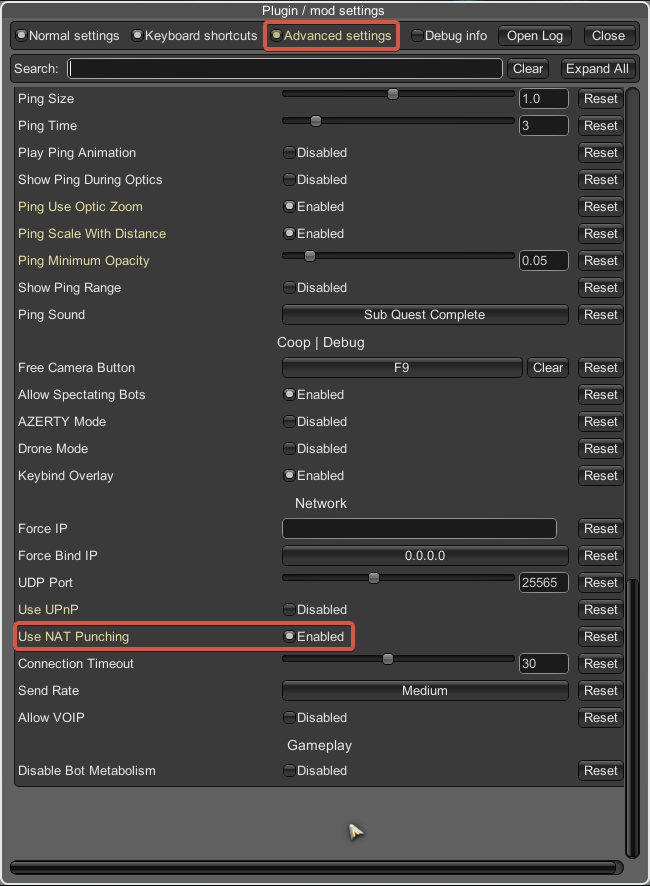 Plugin / mod settings
Normal settings Keyboard shortcuts Advanced settings Debug info Open Log Close
Search: Clear Expand All
Ping Size 1.0 Reset
Ping Time 3 Reset
Play Ping Animation Disabled Reset
Show Ping During Optics Disabled Reset
Ping Use Optic Zoom Enabled Reset
Ping Scale With Distance Enabled Reset
Ping Minimum Opacity 0.05 Reset
Show Ping Range Disabled Reset
Ping Sound Sub Quest Complete Reset
Coop | Debug
Free Camera Button F9 Clear Reset
Allow Spectating Bots Enabled Reset
AZERTY Mode Disabled Reset
Drone Mode Disabled Reset
Keybind Overlay Enabled Reset
Network
Force IP Reset
Force Bind IP 0.0.0.0 Reset
UDP Port 25565 Reset
Use UPnP Disabled Reset
Use NAT Punching Enabled Reset
Connection Timeout 30 Reset
Send Rate Medium Reset
Allow VOIP Disabled Reset
Gameplay
Disable Bot Metabolism Disabled Reset